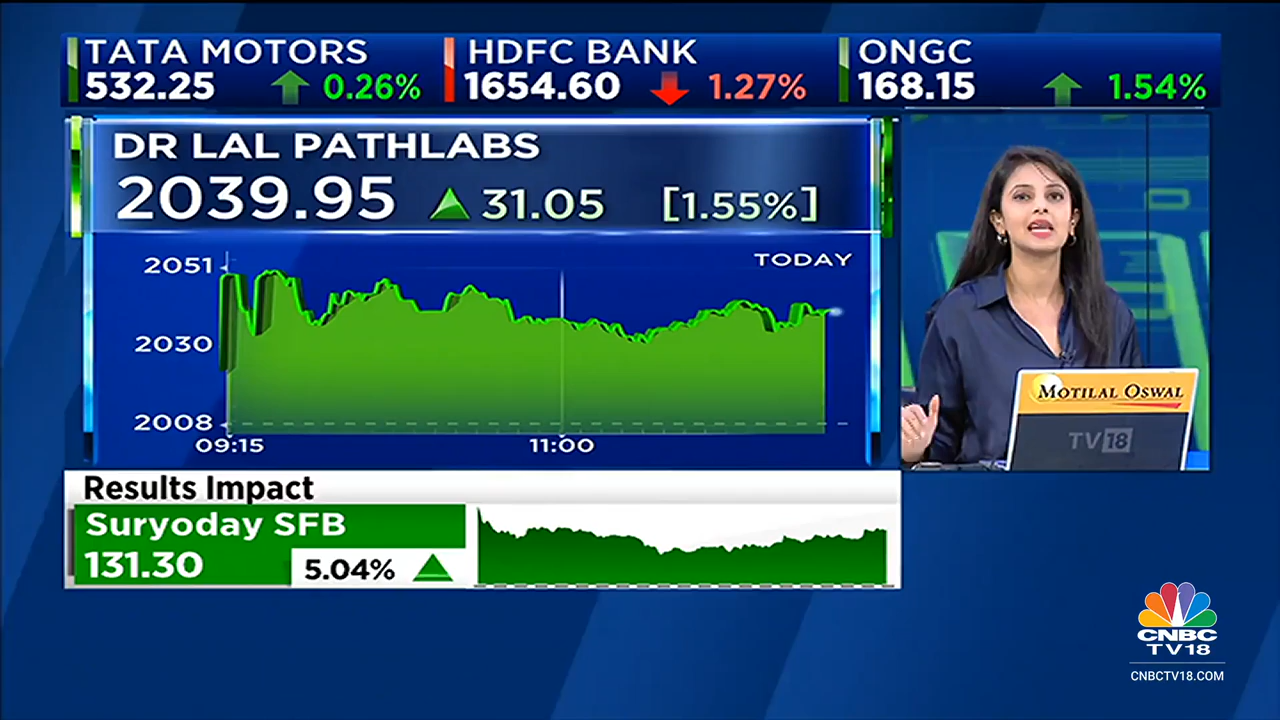 TATA MOTORS
532.25 0.26%
HDFC BANK
1654.60 1.27%
ONGC
168.15 1.54%
DR LAL PATHLABS
2039.95 31.05 [1.55%]
TODAY
2051
2030
2008
09:15 11:00
MOTILAL OSWAL
TV18
Results Impact
Suryoday SFB
131.30 5.04%
CNBC
TV18
CNBCTV18.COM